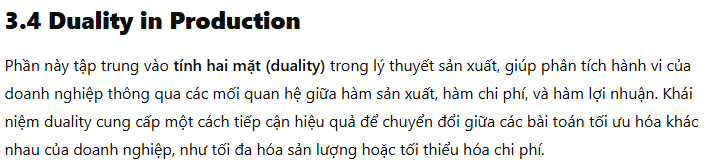 3.4 Duality in Production
Phần này tập trung vào tính hai mặt (duality) trong lý thuyết sản xuất, giúp phân tích hành vi của
doanh nghiệp thông qua các mối quan hệ giữa hàm sản xuất, hàm chi phí, và hàm lợi nhuận. Khái
niệm duality cung cấp một cách tiếp cận hiệu quả để chuyển đổi giữa các bài toán tối ưu hóa khác
nhau của doanh nghiệp, như tối đa hóa sản lượng hoặc tối thiểu hóa chi phí.